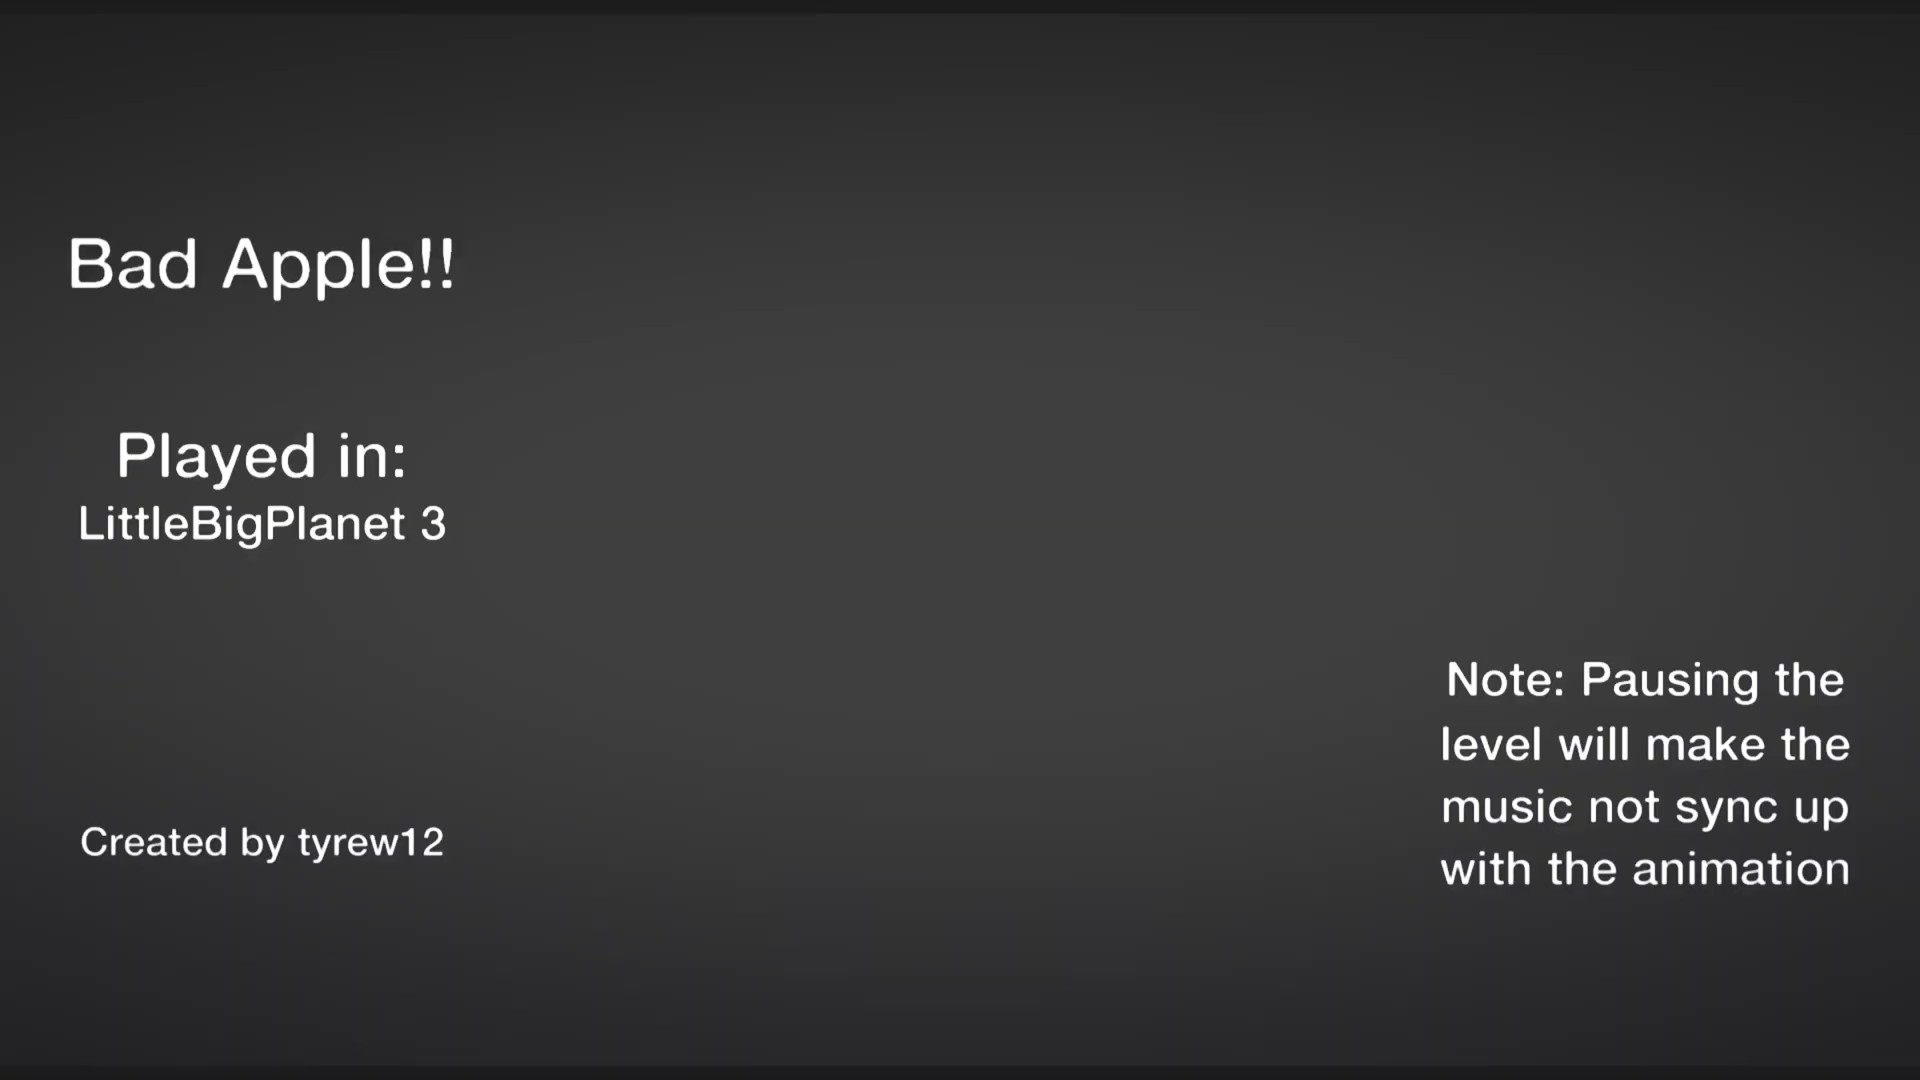 Bad Apple!!
Played in:
LittleBigPlanet 3
Created by tyrew12
Note: Pausing the
level will make the
music not sync up
with the animation